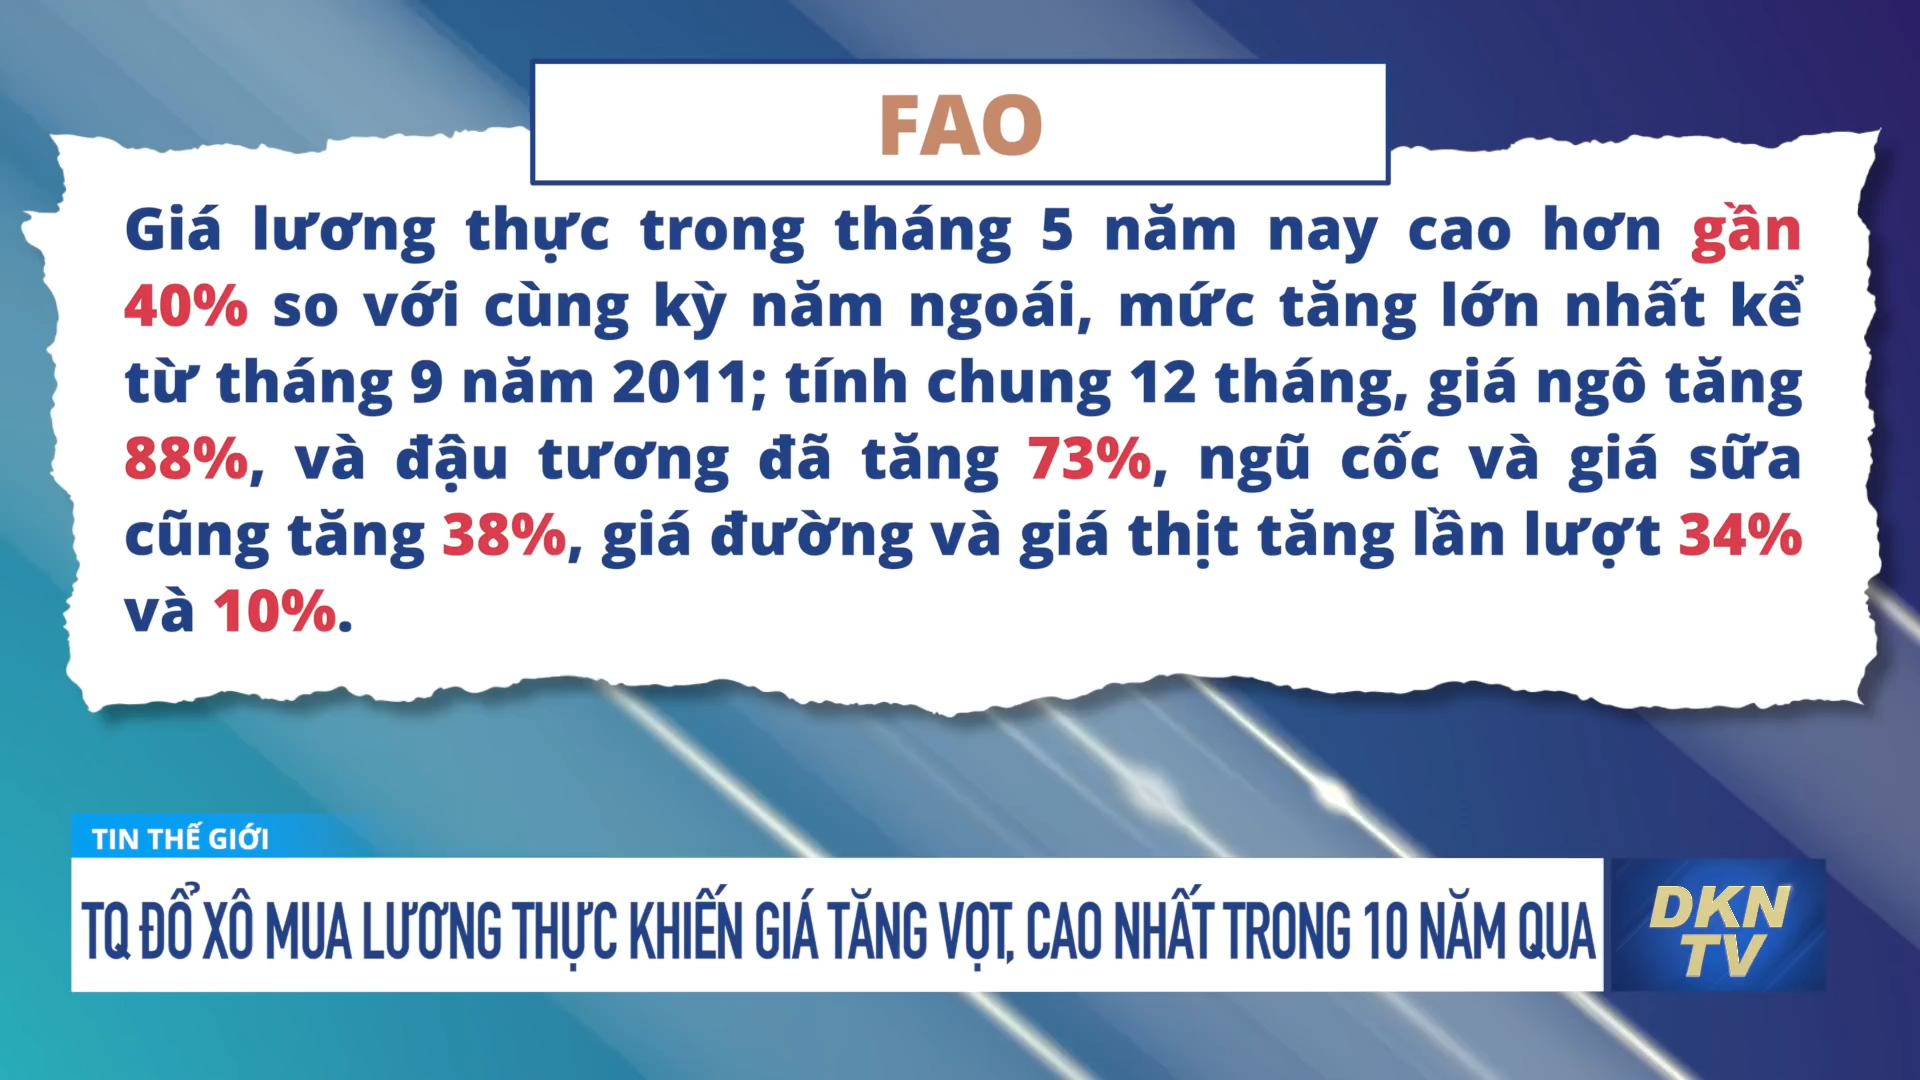 FAO
Giá lương thực trong tháng 5 năm nay cao hơn gần
40% so với cùng kỳ năm ngoái, mức tăng lớn nhất kể
từ tháng 9 năm 2011; tính chung 12 tháng, giá ngô tăng
88%, và đậu tương đã tăng 73%, ngũ cốc và giá sữa
cũng tăng 38%, giá đường và giá thịt tăng lần lượt 34%
và 10%.
TIN THẾ GIỚI
TQ ĐỔ XÔ MUA LƯƠNG THỰC KHIẾN GIÁ TĂNG VỌT, CAO NHẤT TRONG 10 NĂM QUA
DKN
TV